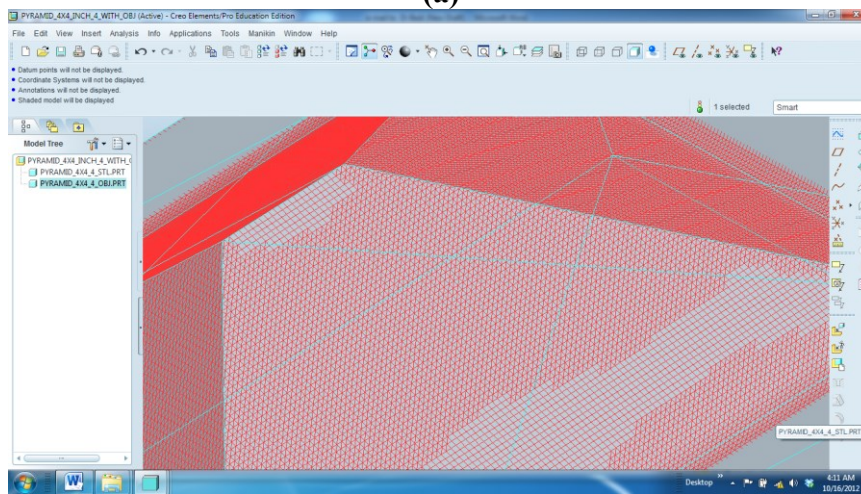 (a)
PYRAMID_4X4_INCH_4_WITH_OBJ (Active) - Creo Elements/Pro Education Edition
File Edit View Insert Analysis Info Applications Tools Manikin Window Help
Datum points will not be displayed.
Coordinate Systems will not be displayed.
Annotations will not be displayed.
Shaded model will be displayed
1 selected
Smart
Model Tree
PYRAMID_4X4_INCH_4_WITH_
PYRAMID_4X4_4_STL.PRT
PYRAMID_4X4_4_OBJ.PRT
PYRAMID_4X4_4_STL.PRT
Desktop
4:11 AM
10/16/2012